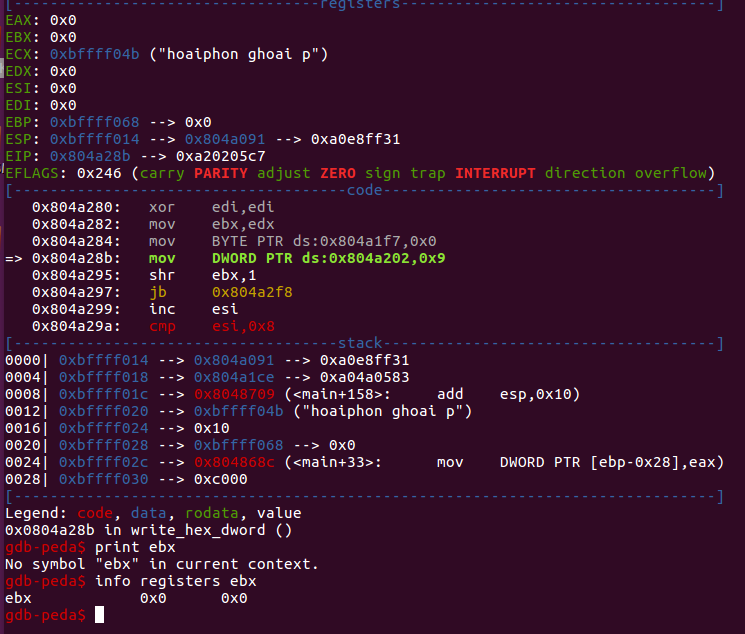 [----------------------------------registers-----------------------------------]
EAX: 0x0
EBX: 0x0
ECX: 0xbffff04b ("hoaiphon ghoai p")
EDX: 0x0
ESI: 0x0
EDI: 0x0
EBP: 0xbffff068 --> 0x0
ESP: 0xbffff014 --> 0x804a091 --> 0xa0e8ff31
EIP: 0x804a28b --> 0xa20205c7
EFLAGS: 0x246 (carry PARITY adjust ZERO sign trap INTERRUPT direction overflow)
[-------------------------------------code-------------------------------------]
   0x804a280:	xor    edi,edi
   0x804a282:	mov    ebx,edx
   0x804a284:	mov    BYTE PTR ds:0x804a1f7,0x0
=> 0x804a28b:	mov    DWORD PTR ds:0x804a202,0x9
   0x804a295:	shr    ebx,1
   0x804a297:	jb     0x804a2f8
   0x804a299:	inc    esi
   0x804a29a:	cmp    esi,0x8
[------------------------------------stack-------------------------------------]
0000| 0xbffff014 --> 0x804a091 --> 0xa0e8ff31
0004| 0xbffff018 --> 0x804a1ce --> 0xa04a0583
0008| 0xbffff01c --> 0x8048709 (<main+158>:	add    esp,0x10)
0012| 0xbffff020 --> 0xbffff04b ("hoaiphon ghoai p")
0016| 0xbffff024 --> 0x10
0020| 0xbffff028 --> 0xbffff068 --> 0x0
0024| 0xbffff02c --> 0x804868c (<main+33>:	mov    DWORD PTR [ebp-0x28],eax)
0028| 0xbffff030 --> 0xc000
[------------------------------------------------------------------------------]
Legend: code, data, rodata, value
0x0804a28b in write_hex_dword ()
gdb-peda$ print ebx
No symbol "ebx" in current context.
gdb-peda$ info registers ebx
ebx            0x0      0x0
gdb-peda$